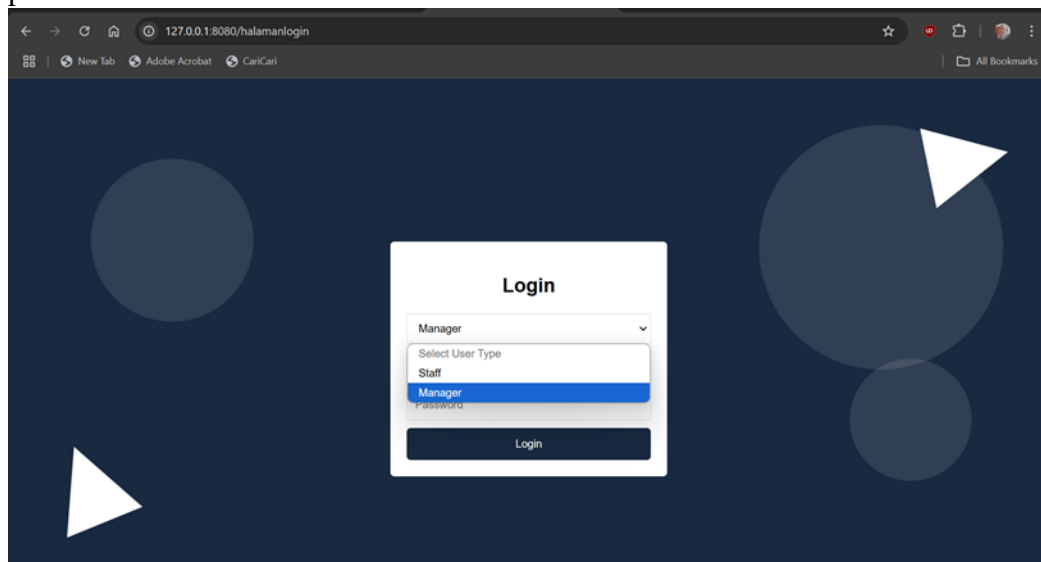 127.0.0.1:8080/halamanlogin
New Tab Adobe Acrobat CariCari All Bookmarks
Login
Manager
Select User Type
Staff
Manager
Password
Login